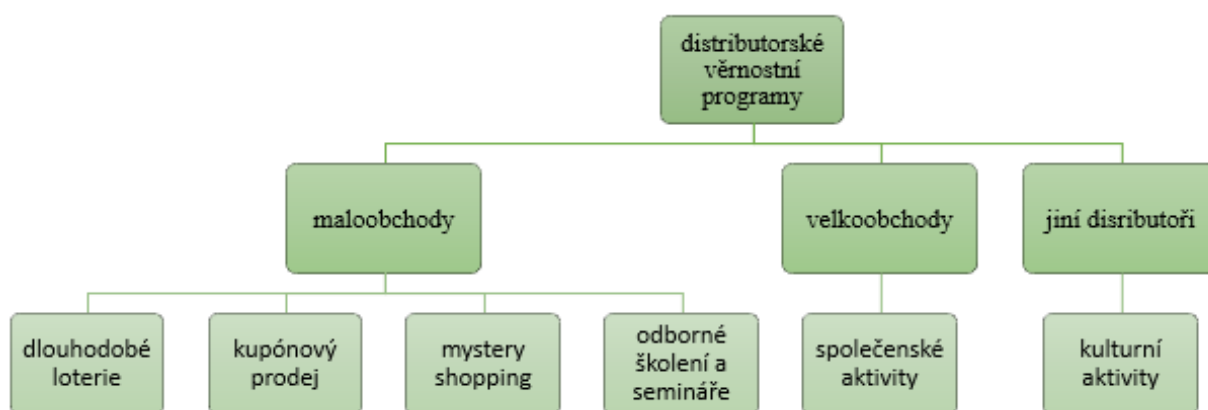 distributorské
věrnostní
programy
maloobchody
velkoobchody
jiní disributoři
dlouhodobé
loterie
kupónový
prodej
mystery
shopping
odborné
školení a
semináře
společenské
aktivity
kulturní
aktivity